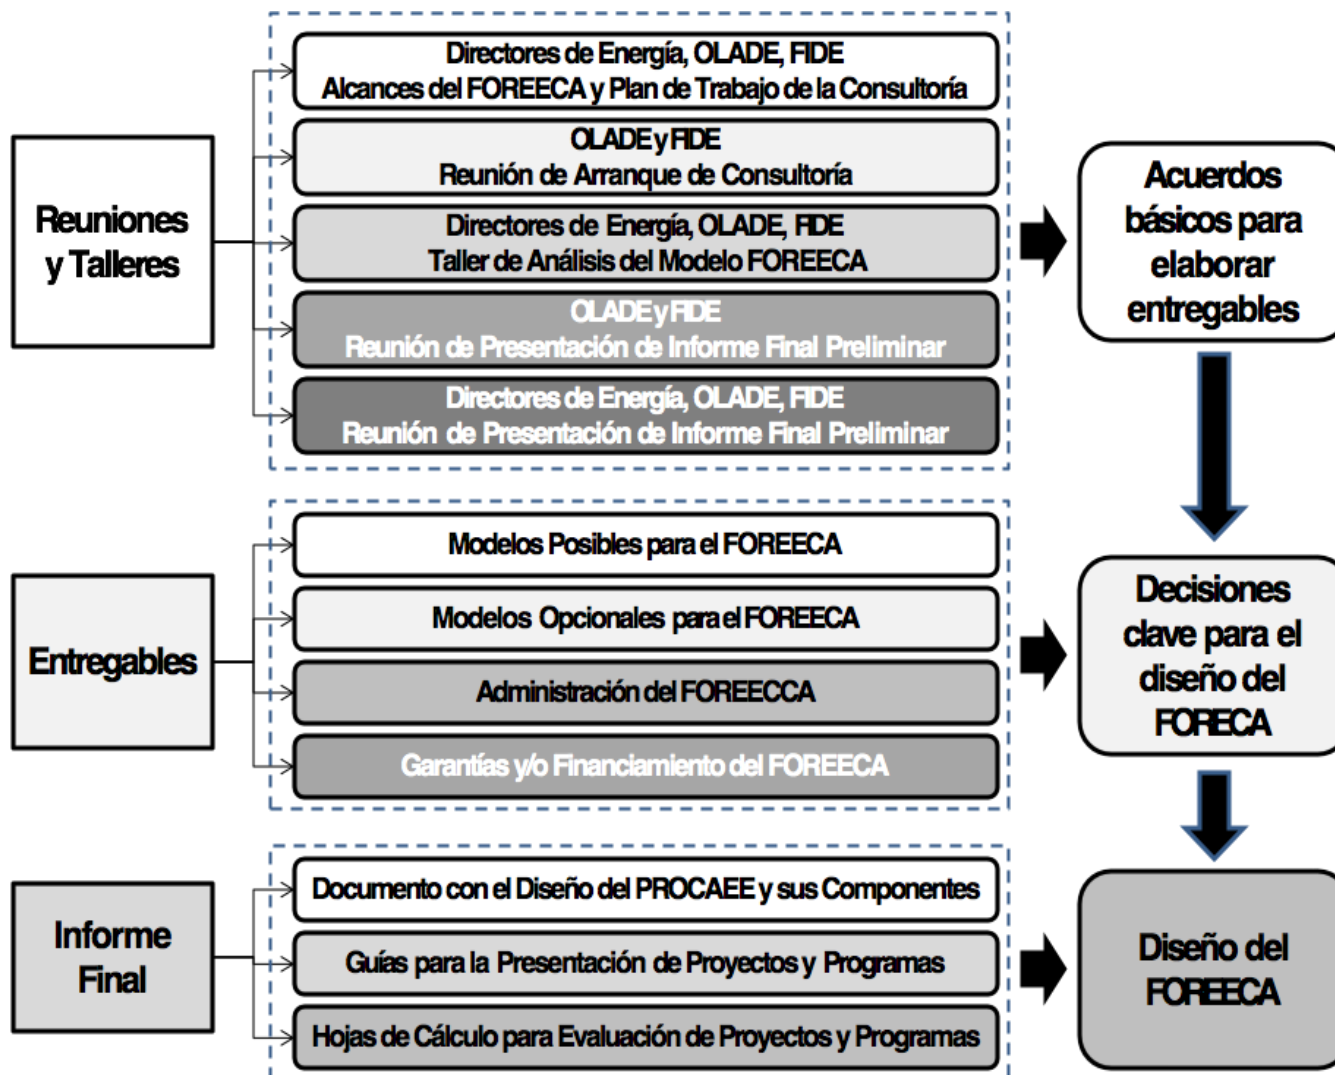 Reuniones
y Talleres
Directores de Energía, OLADE, FIDE
Alcances del FOREECA y Plan de Trabajo de la Consultoría
OLADE y FIDE
Reunión de Arranque de Consultoría
Directores de Energía, OLADE, FIDE
Taller de Análisis del Modelo FOREECA
OLADE y FIDE
Reunión de Presentación de Informe Final Preliminar
Directores de Energía, OLADE, FIDE
Reunión de Presentación de Informe Final Preliminar
Acuerdos
básicos para
elaborar
entregables
Entregables
Modelos Posibles para el FOREECA
Modelos Opcionales para el FOREECA
Administración del FOREECCA
Garantías y/o Financiamiento del FOREECA
Decisiones
clave para el
diseño del
FORECA
Informe
Final
Documento con el Diseño del PROCAEE y sus Componentes
Guías para la Presentación de Proyectos y Programas
Hojas de Cálculo para Evaluación de Proyectos y Programas
Diseño del
FOREECA